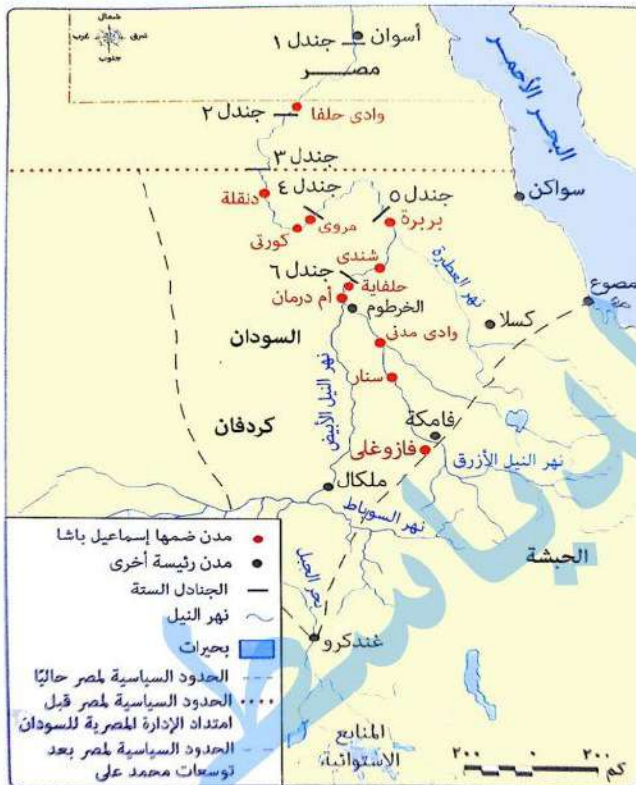 شمال
شرق
غرب
جنوب
أسوان
جندل ١
مصـــــر
البحـر الأحمـر
وادى حلفا
جندل ٢
جندل ٣
جندل ٤
جندل ٥
دنقلة
مروى
كورتى
بربرة
سواكن
شندى
نهر العطبرة
جندل ٦
حلفاية
أم درمان
الخرطوم
مصوع
كسلا
السودان
وادى مدنى
سنار
نهر النيل الأبيض
كردفان
فامكة
فازوغلى
نهر النيل الأزرق
ملكال
نهر السوباط
الحبشة
بحر الجبل
غندكرو
المنابع
الاستوائية
مدن ضمها إسماعيل باشا
مدن رئيسة أخرى
الجنادل الستة
نهر النيل
بحيرات
الحدود السياسية لمصر حاليًا
الحدود السياسية لمصر قبل
امتداد الإدارة المصرية للسودان
الحدود السياسية لمصر بعد
توسعات محمد على
٢٠٠ ٠ ٢٠٠
كم